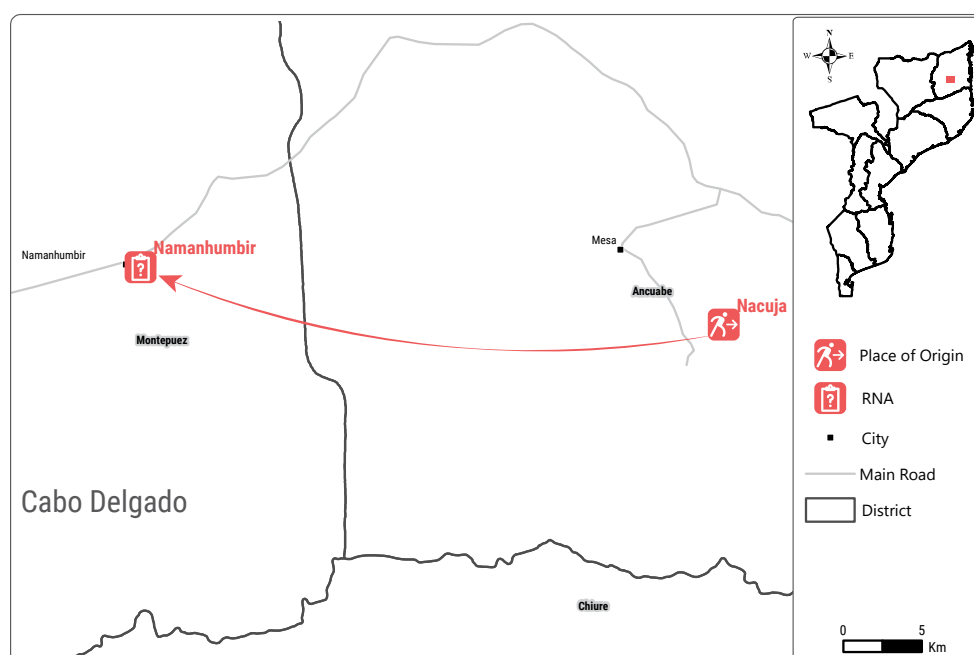 Namanhumbir
Namanhumbir
Mesa
Ancuabe
Nacuja
Montepuez
Cabo Delgado
Chiure
N
W E
S
Place of Origin
RNA
City
Main Road
District
0 5
Km